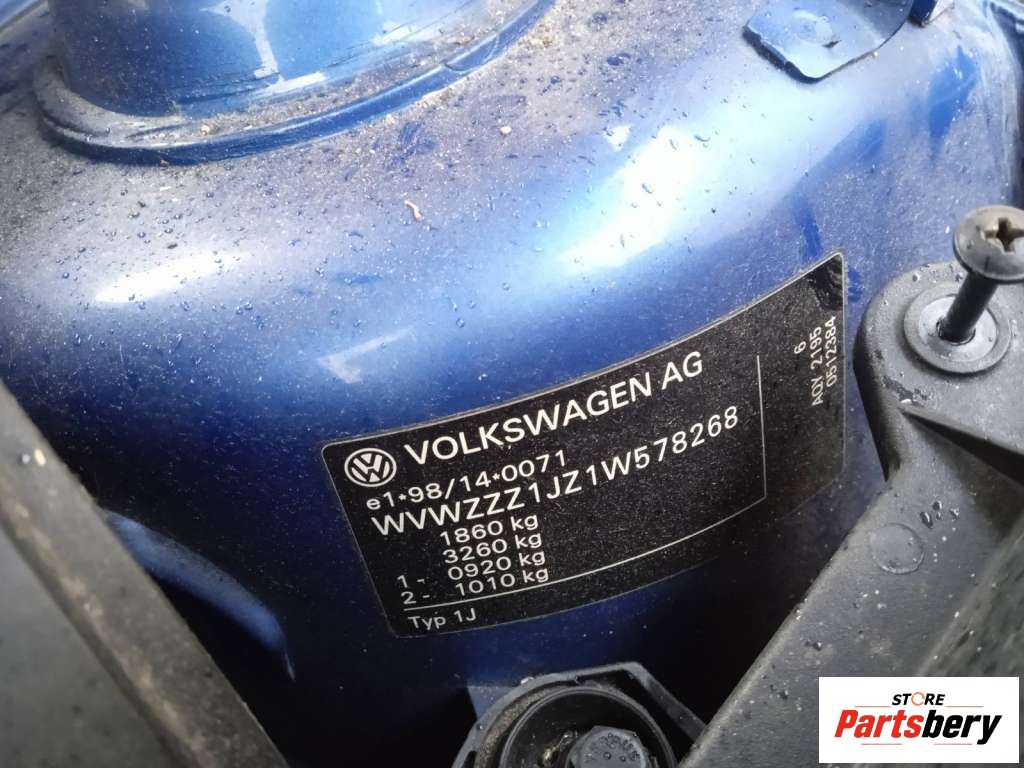 VOLKSWAGEN AG
e1*98/14*0071
WVWZZZ1JZ1W578268
1860 kg
3260 kg
1 - 0920 kg
2 - 1010 kg
Typ 1J
6
AQY 2195
0512384
STORE
Partsbery